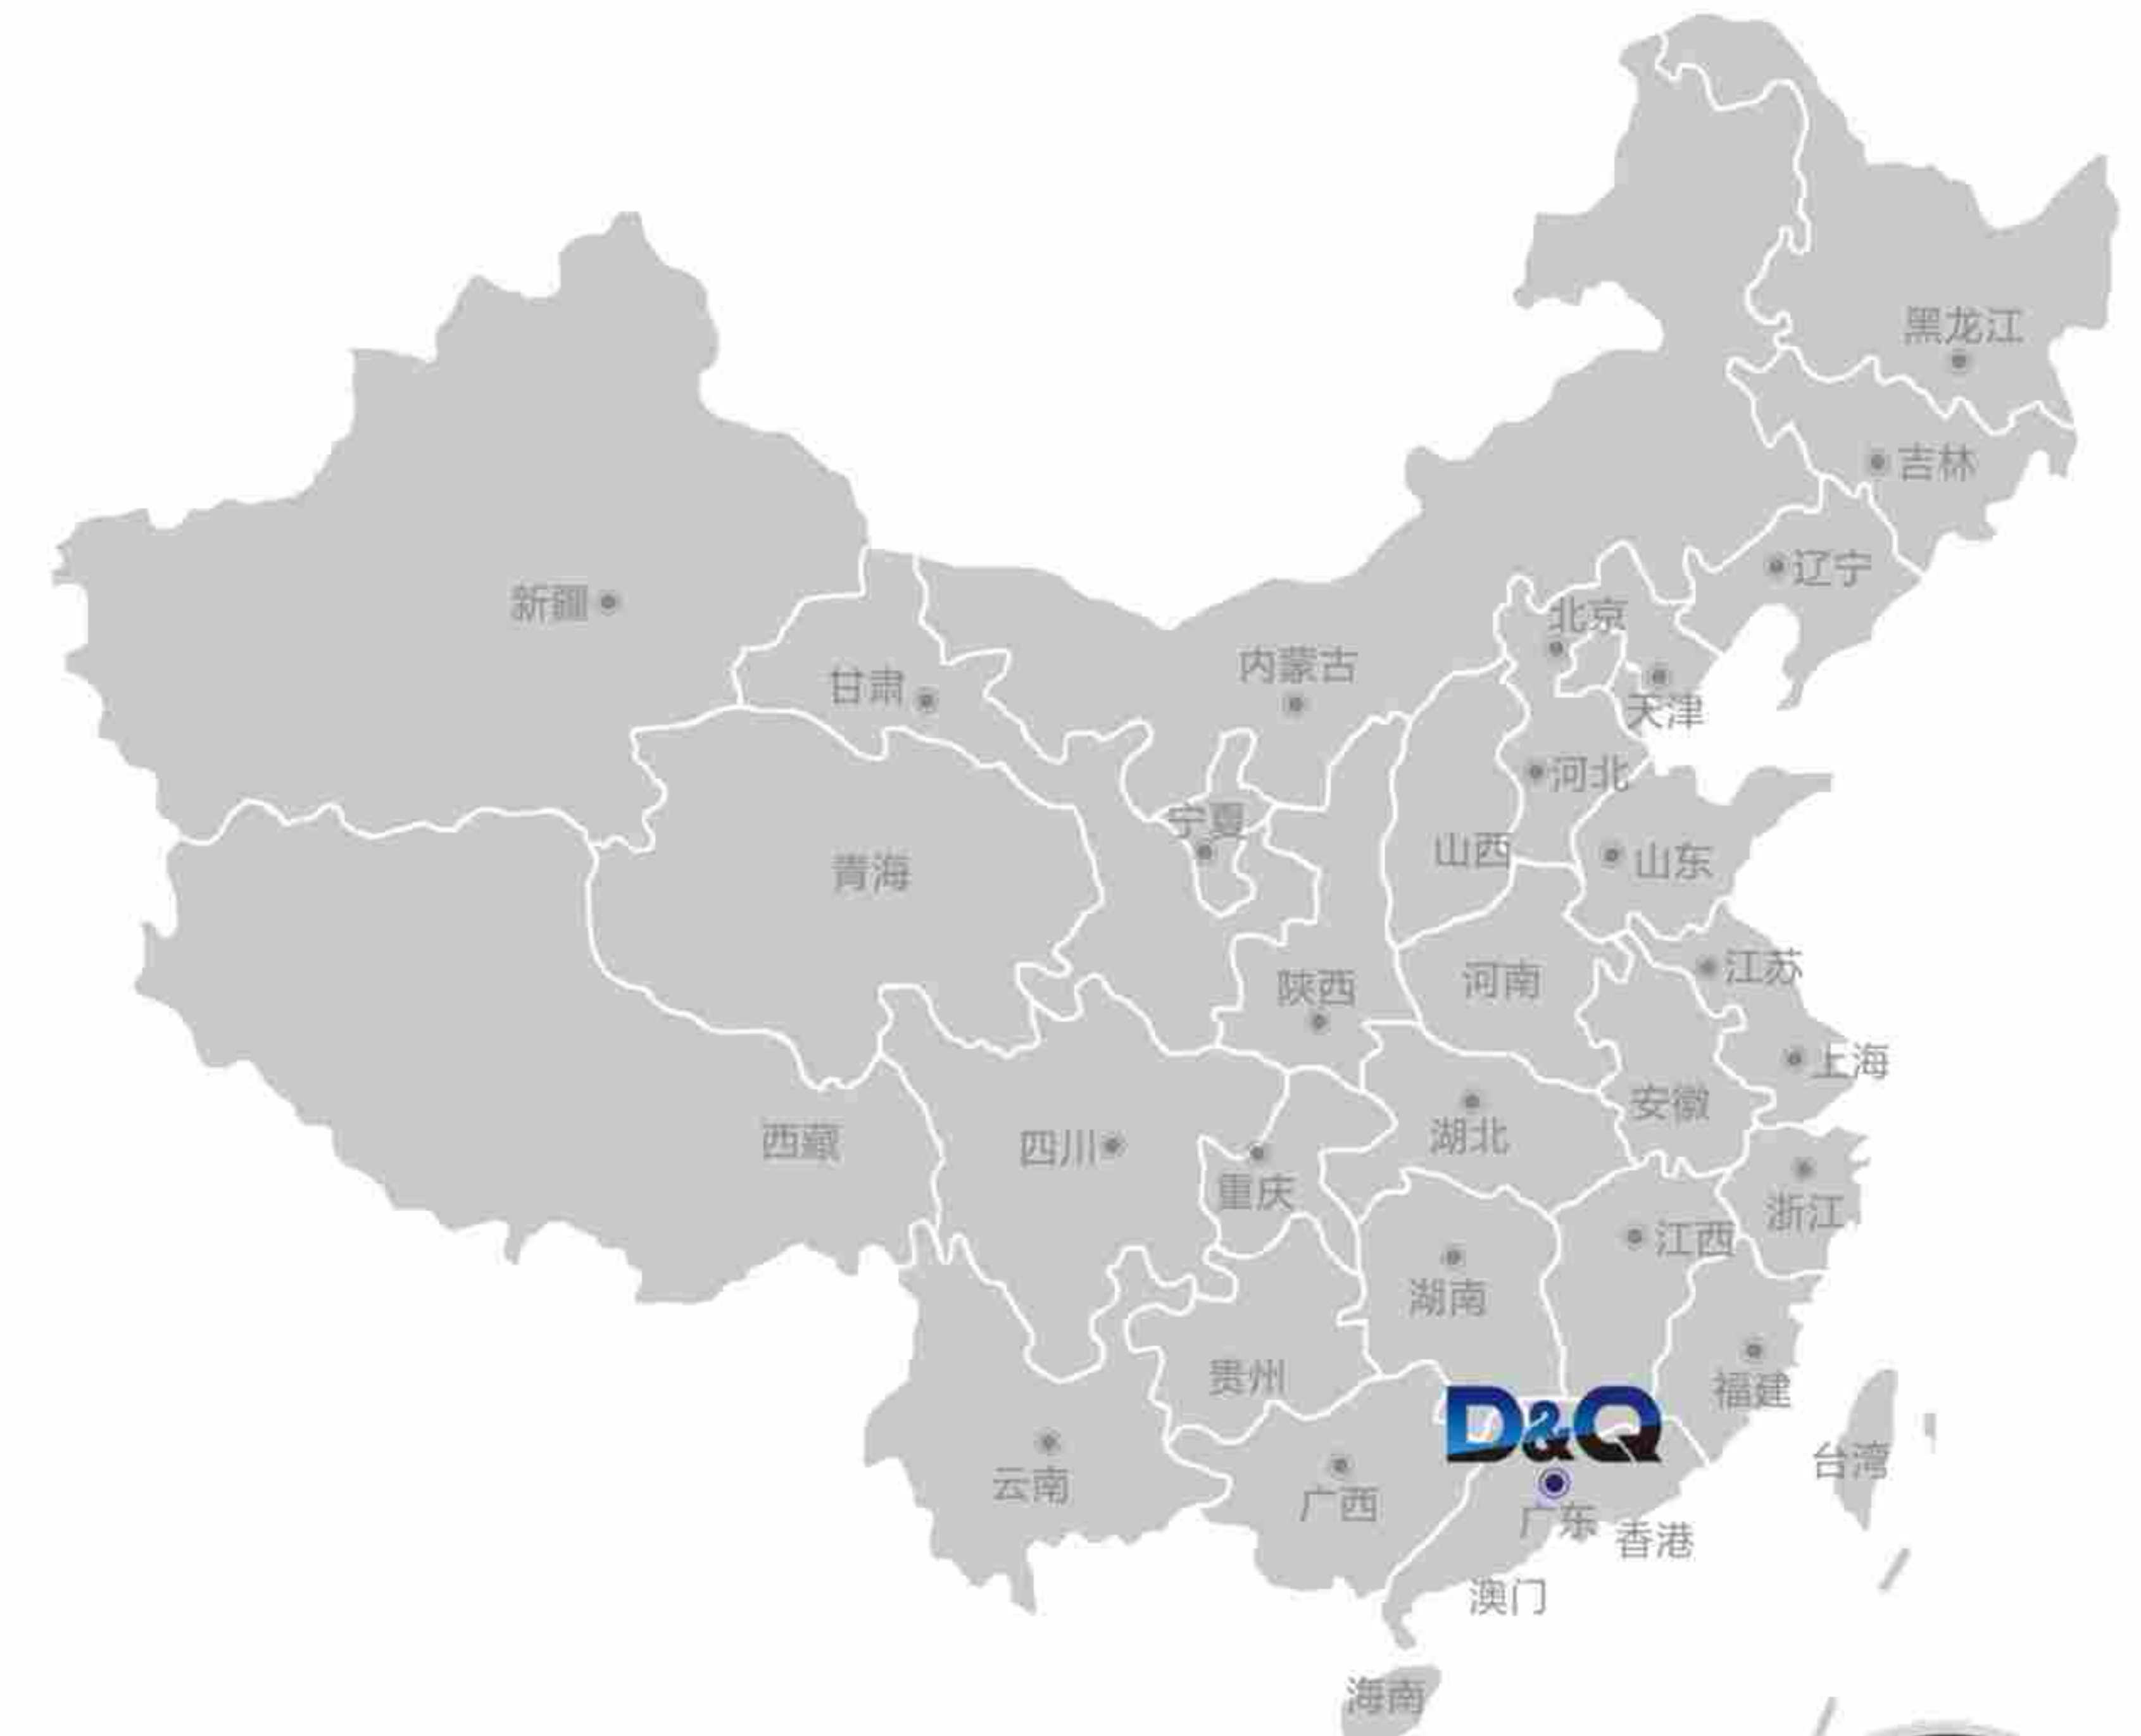 黑龙江
吉林
辽宁
新疆
北京
内蒙古
甘肃
天津
河北
宁夏
山西
山东
青海
江苏
河南
陕西
上海
安徽
湖北
西藏
四川
重庆
浙江
江西
湖南
贵州
福建
D&Q
台湾
云南
广西
广东
香港
澳门
海南